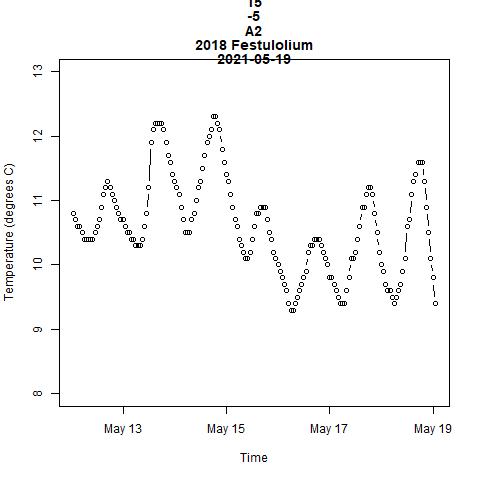 15
-5
A2
2018 Festulolium
2021-05-19
Temperature (degrees C)
13
12
11
10
9
8
May 13
May 15
May 17
May 19
Time